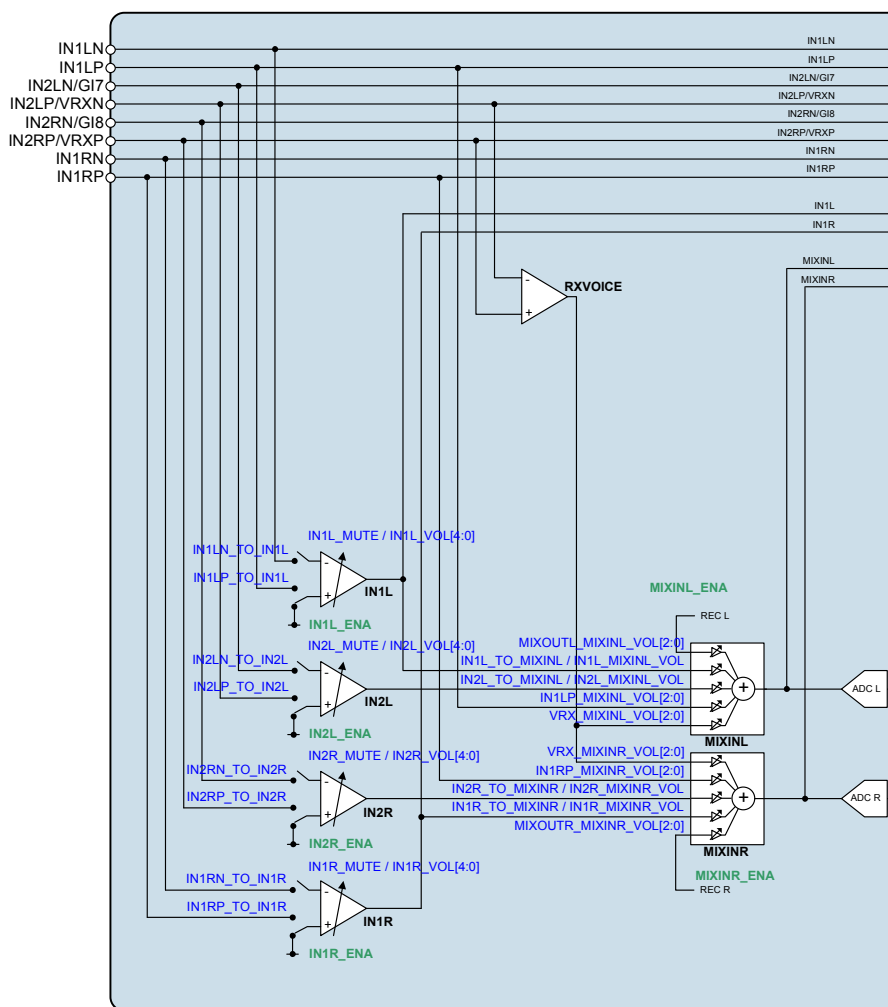 IN1LN
IN1LN
IN1LP
IN1LP
IN2LN/GI7
IN2LN/GI7
IN2LP/VRXN
IN2LP/VRXN
IN2RN/GI8
IN2RN/GI8
IN2RP/VRXP
IN2RP/VRXP
IN1RN
IN1RN
IN1RP
IN1RP
IN1L
IN1R
MIXINL
MIXINR
-
RXVOICE
+
IN1L_MUTE / IN1L_VOL[4:0]
IN1LN_TO_IN1L
-
IN1LP_TO_IN1L
+
IN1L
IN1L_ENA
MIXINL_ENA
REC L
IN2L_MUTE / IN2L_VOL[4:0]
IN2LN_TO_IN2L
-
IN2LP_TO_IN2L
+
IN2L
IN2L_ENA
MIXOUTL_MIXINL_VOL[2:0]
IN1L_TO_MIXINL / IN1L_MIXINL_VOL
IN2L_TO_MIXINL / IN2L_MIXINL_VOL
IN1LP_MIXINL_VOL[2:0]
VRX_MIXINL_VOL[2:0]
+
MIXINL
ADC L
IN2R_MUTE / IN2R_VOL[4:0]
IN2RN_TO_IN2R
-
IN2RP_TO_IN2R
+
IN2R
IN2R_ENA
VRX_MIXINR_VOL[2:0]
IN1RP_MIXINR_VOL[2:0]
IN2R_TO_MIXINR / IN2R_MIXINR_VOL
IN1R_TO_MIXINR / IN1R_MIXINR_VOL
MIXOUTR_MIXINR_VOL[2:0]
+
MIXINR
ADC R
MIXINR_ENA
REC R
IN1R_MUTE / IN1R_VOL[4:0]
IN1RN_TO_IN1R
-
IN1RP_TO_IN1R
+
IN1R
IN1R_ENA